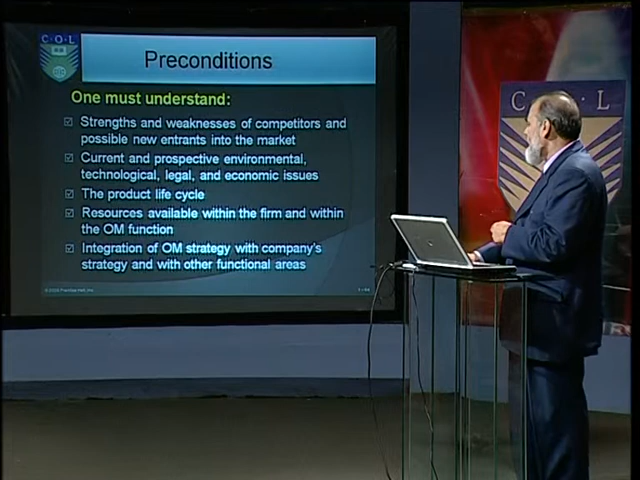 C·O·L
Preconditions
One must understand:
Strengths and weaknesses of competitors and
possible new entrants into the market
Current and prospective environmental,
technological, legal, and economic issues
The product life cycle
Resources available within the firm and within
the OM function
Integration of OM strategy with company's
strategy and with other functional areas
C O L